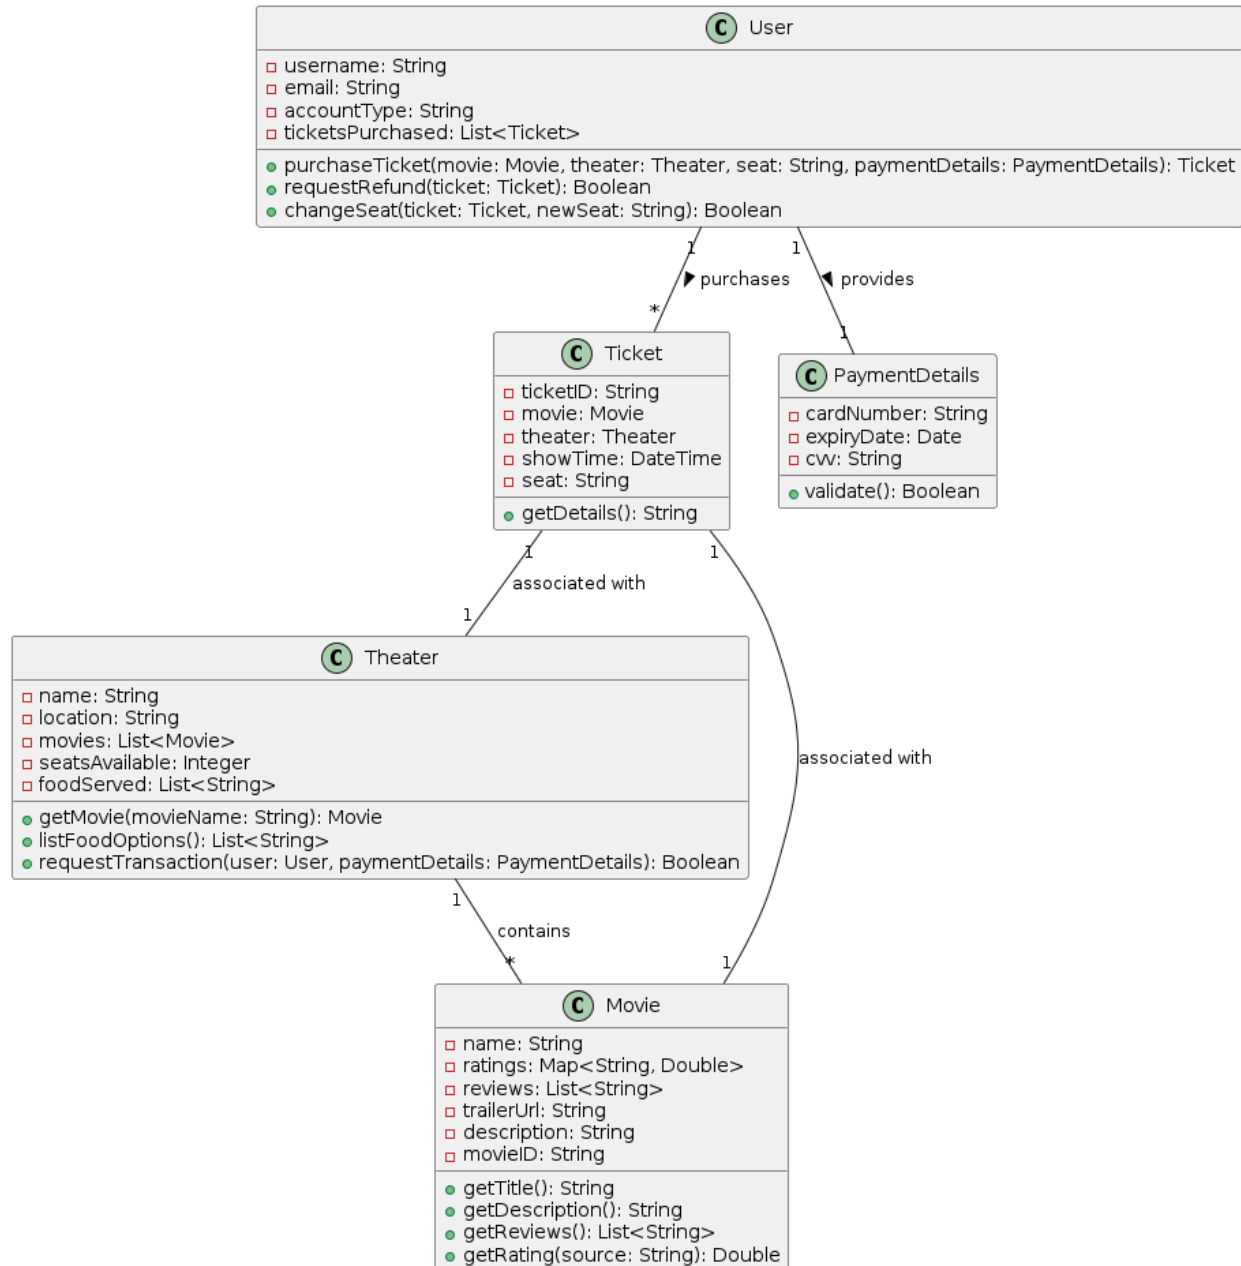 C User
username: String
email: String
accountType: String
ticketsPurchased: List<Ticket>
purchaseTicket(movie: Movie, theater: Theater, seat: String, paymentDetails: PaymentDetails): Ticket
requestRefund(ticket: Ticket): Boolean
changeSeat(ticket: Ticket, newSeat: String): Boolean
1 1
purchases provides
* 1
C Ticket
ticketID: String
movie: Movie
theater: Theater
showTime: DateTime
seat: String
getDetails(): String
C PaymentDetails
cardNumber: String
expiryDate: Date
cvv: String
validate(): Boolean
1 1
associated with
1
C Theater
name: String
location: String
movies: List<Movie>
seatsAvailable: Integer
foodServed: List<String>
getMovie(movieName: String): Movie
listFoodOptions(): List<String>
requestTransaction(user: User, paymentDetails: PaymentDetails): Boolean
associated with
1
contains
* 1
C Movie
name: String
ratings: Map<String, Double>
reviews: List<String>
trailerUrl: String
description: String
movieID: String
getTitle(): String
getDescription(): String
getReviews(): List<String>
getRating(source: String): Double